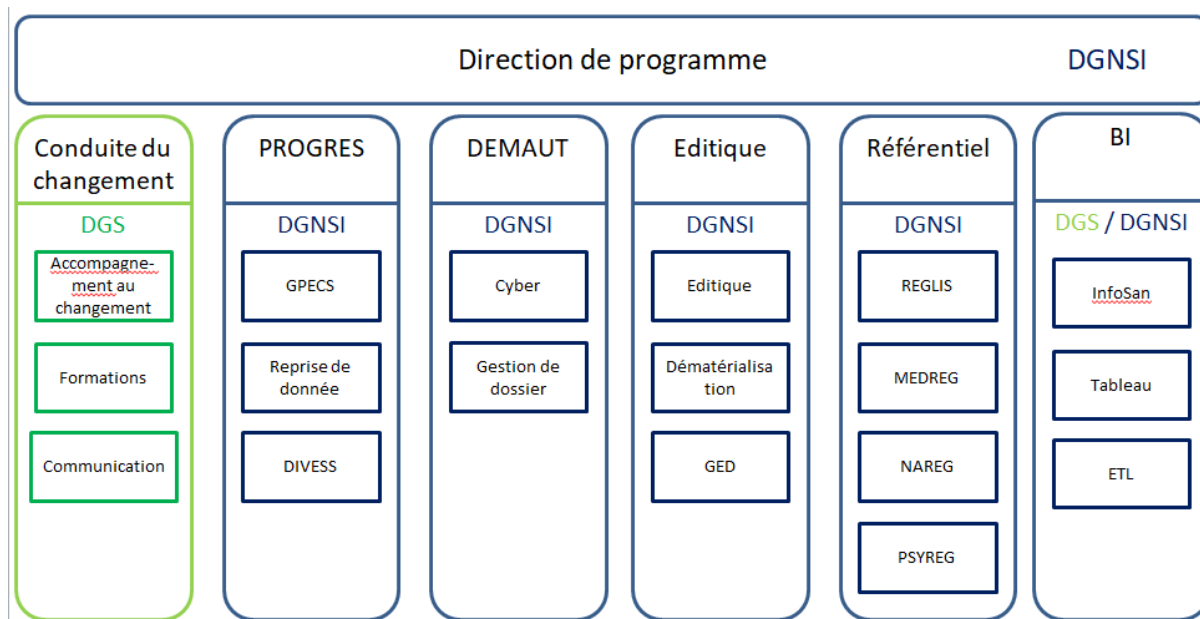 Direction de programme
DGNSI
Conduite du
changement
DGS
Accompagne-
ment au
changement
Formations
Communication
PROGRES
DGNSI
GPECS
Reprise de
donnée
DIVESS
DEMAUT
DGNSI
Cyber
Gestion de
dossier
Editique
DGNSI
Editique
Dématérialisa
tion
GED
Référentiel
DGNSI
REGLIS
MEDREG
NAREG
PSYREG
BI
DGS / DGNSI
InfoSan
Tableau
ETL